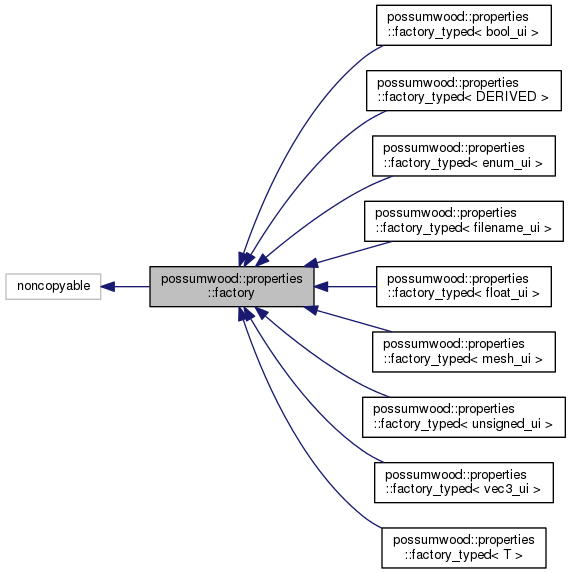 possumwood::properties
::factory_typed< bool_ui >
possumwood::properties
::factory_typed< DERIVED >
possumwood::properties
::factory_typed< enum_ui >
possumwood::properties
::factory_typed< filename_ui >
noncopyable
possumwood::properties
::factory
possumwood::properties
::factory_typed< float_ui >
possumwood::properties
::factory_typed< mesh_ui >
possumwood::properties
::factory_typed< unsigned_ui >
possumwood::properties
::factory_typed< vec3_ui >
possumwood::properties
::factory_typed< T >